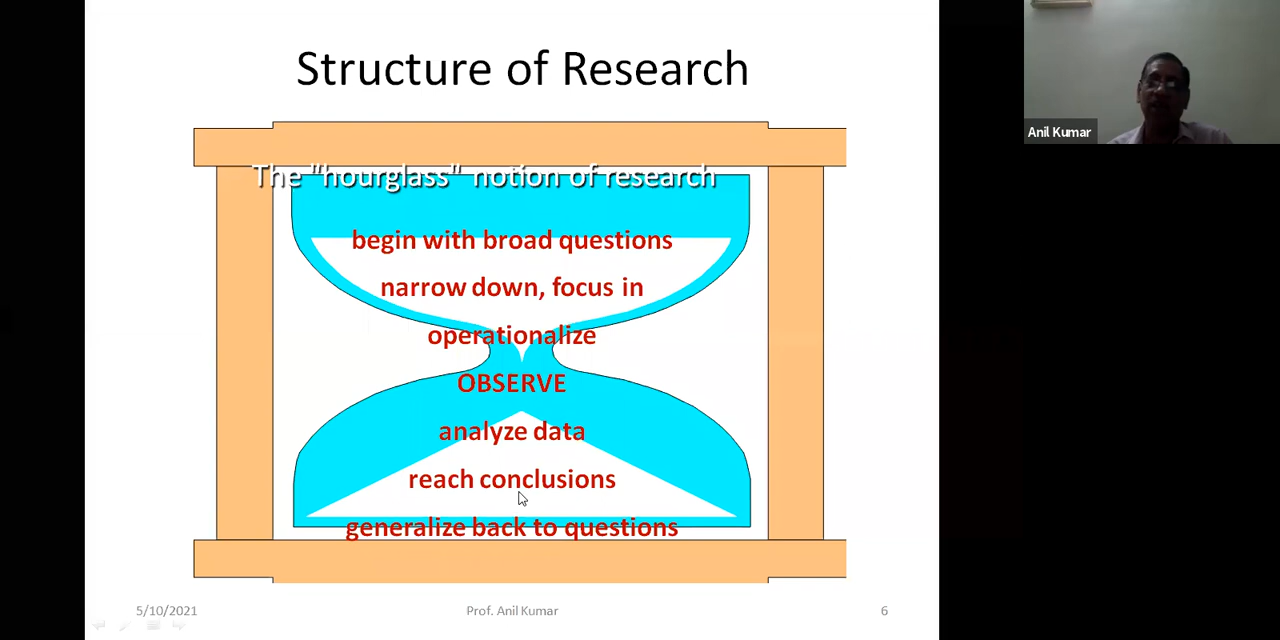 Structure of Research
Anil Kumar
The "hourglass" notion of research
begin with broad questions
narrow down, focus in
operationalize
OBSERVE
analyze data
reach conclusions
generalize back to questions
5/10/2021
Prof. Anil Kumar
6